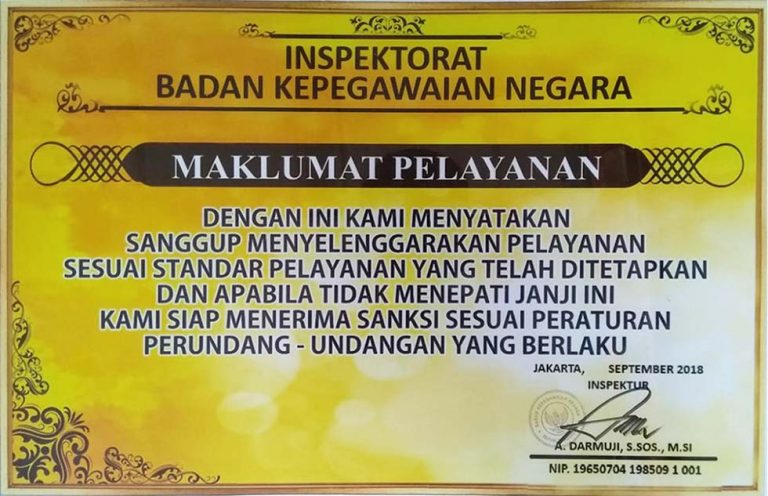 INSPEKTORAT
BADAN KEPEGAWAIAN NEGARA
MAKLUMAT PELAYANAN
DENGAN INI KAMI MENYATAKAN
SANGGUP MENYELENGGARAKAN PELAYANAN
SESUAI STANDAR PELAYANAN YANG TELAH DITETAPKAN
DAN APABILA TIDAK MENEPATI JANJI INI
KAMI SIAP MENERIMA SANKSI SESUAI PERATURAN
PERUNDANG - UNDANGAN YANG BERLAKU
JAKARTA, SEPTEMBER 2018
INSPEKTUR
A. DARMUJI, S.SOS., M.SI
NIP. 19650704 198509 1 001